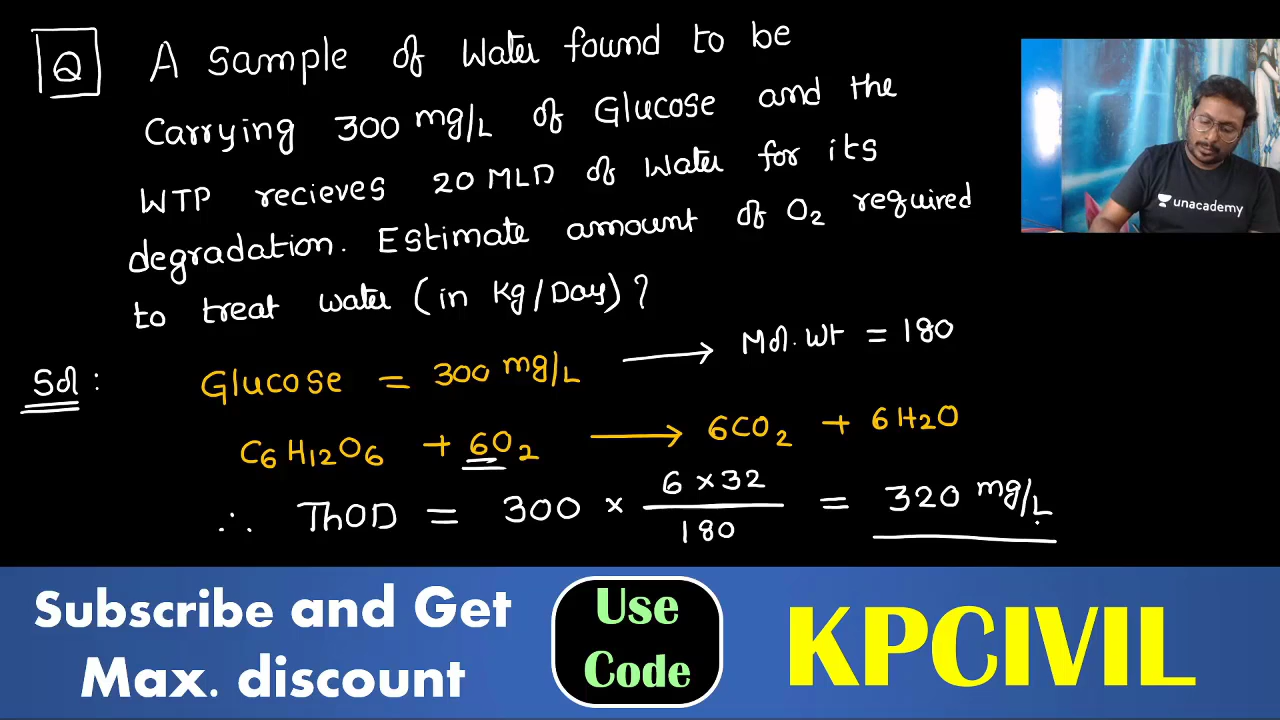 Q A Sample of Water found to be
Carrying 300 mg/L of Glucose and the
WTP recieves 20 MLD of Water for its
degradation. Estimate amount of O2 required
to treat water (in Kg/Day)?
unacademy
Sol : Glucose = 300 mg/L → Mol. Wt = 180
C6H12O6 + 6O2 → 6CO2 + 6H2O
∴ ThOD = 300 × 6 × 32 / 180 = 320 mg/L
Subscribe and Get
Max. discount
Use
Code
KPCIVIL